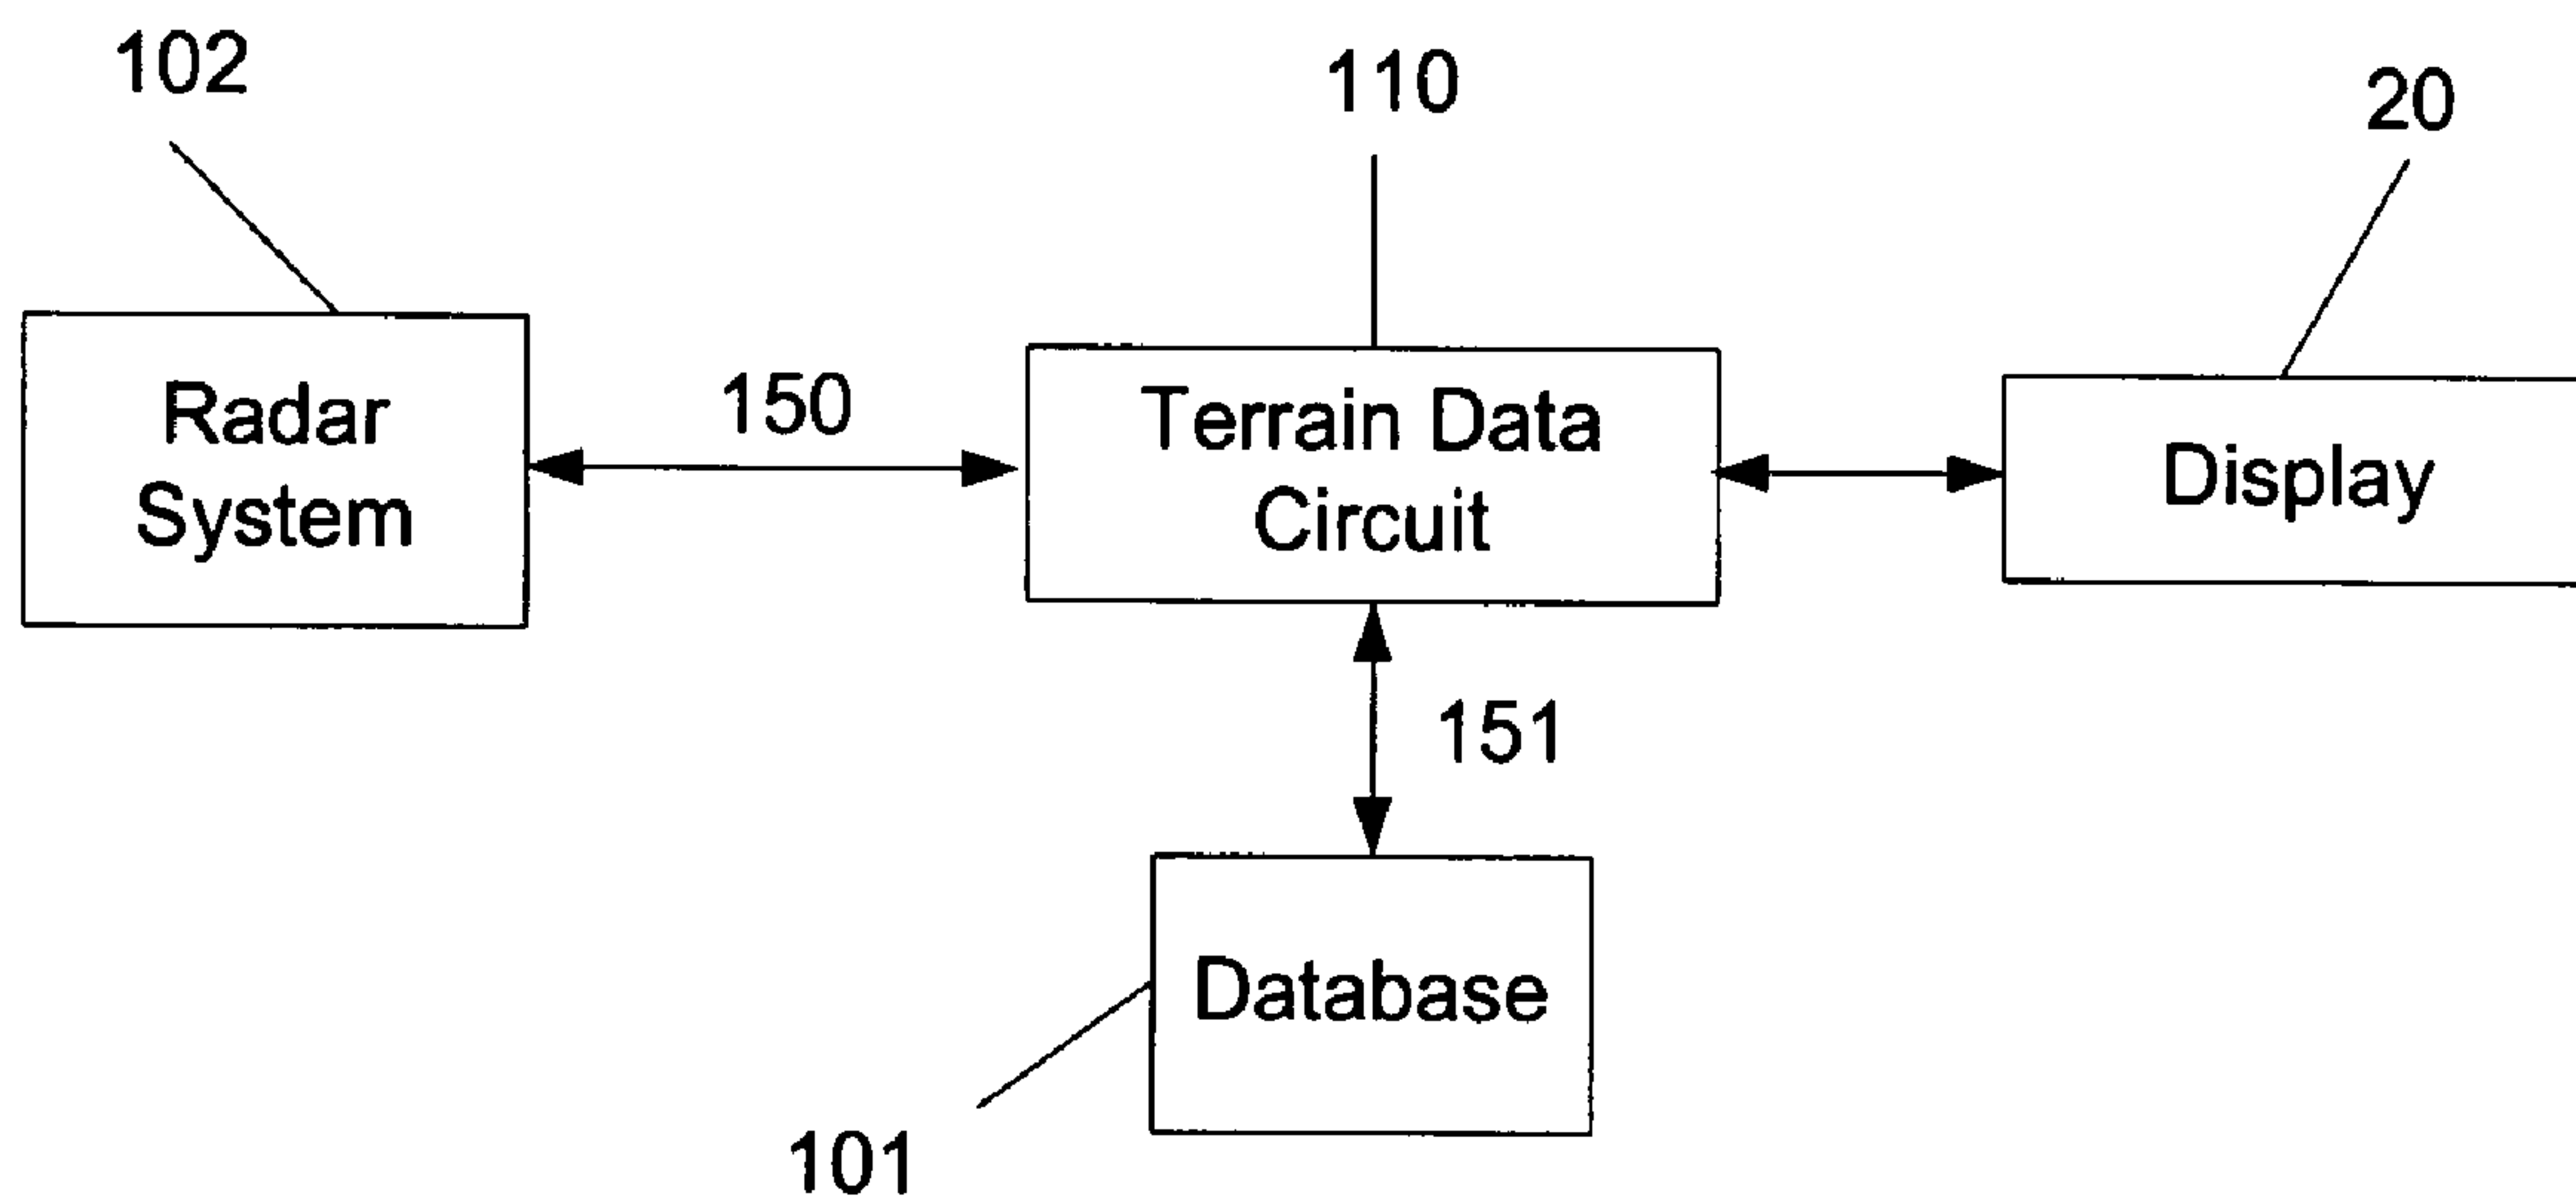 102
110
20
Radar
System
150
Terrain Data
Circuit
Display
151
Database
101